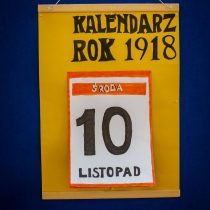 KALENDARZ
ROK 1918
ŚRODA
10
LISTOPAD